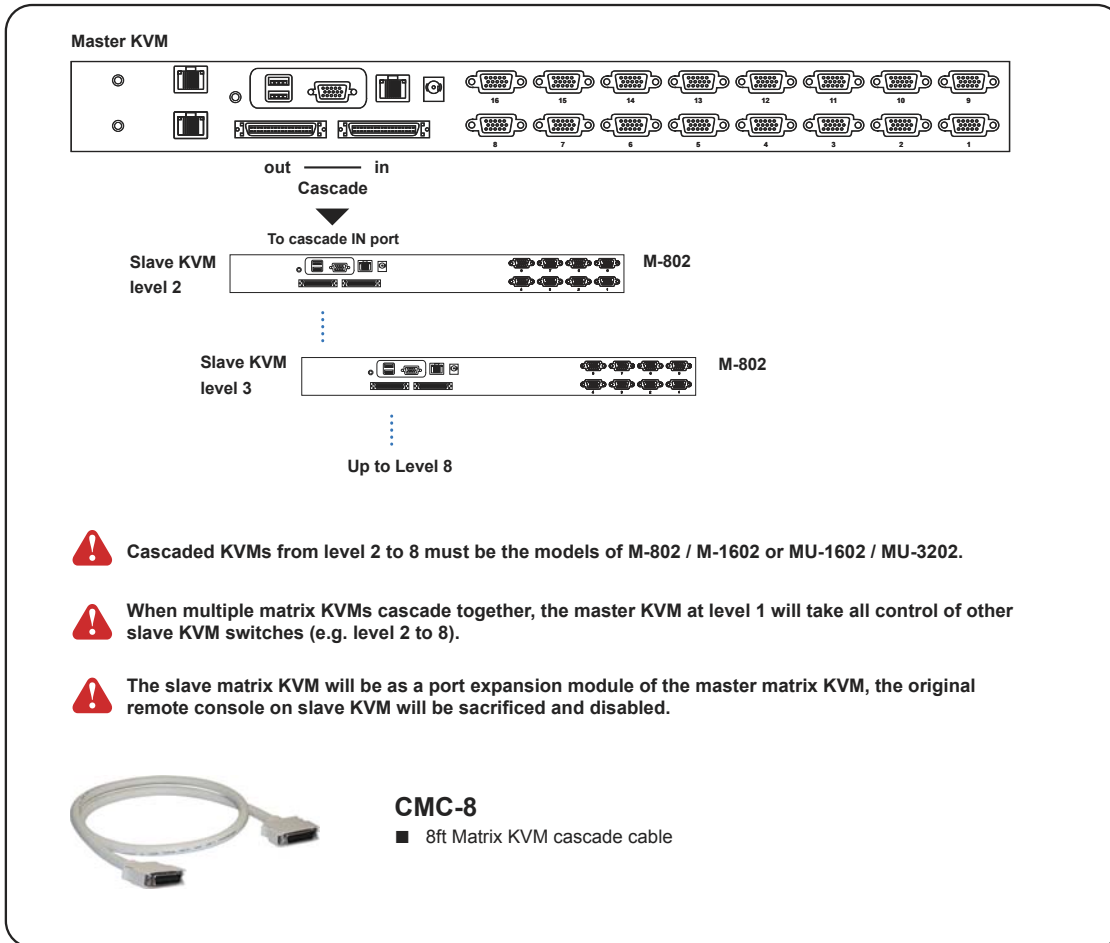 Master KVM
16 15 14 13 12 11 10 9
8 7 6 5 4 3 2 1
out in
Cascade
To cascade IN port
Slave KVM
level 2
M-802
Slave KVM
level 3
M-802
Up to Level 8
! Cascaded KVMs from level 2 to 8 must be the models of M-802 / M-1602 or MU-1602 / MU-3202.
! When multiple matrix KVMs cascade together, the master KVM at level 1 will take all control of other
slave KVM switches (e.g. level 2 to 8).
! The slave matrix KVM will be as a port expansion module of the master matrix KVM, the original
remote console on slave KVM will be sacrificed and disabled.
CMC-8
■ 8ft Matrix KVM cascade cable